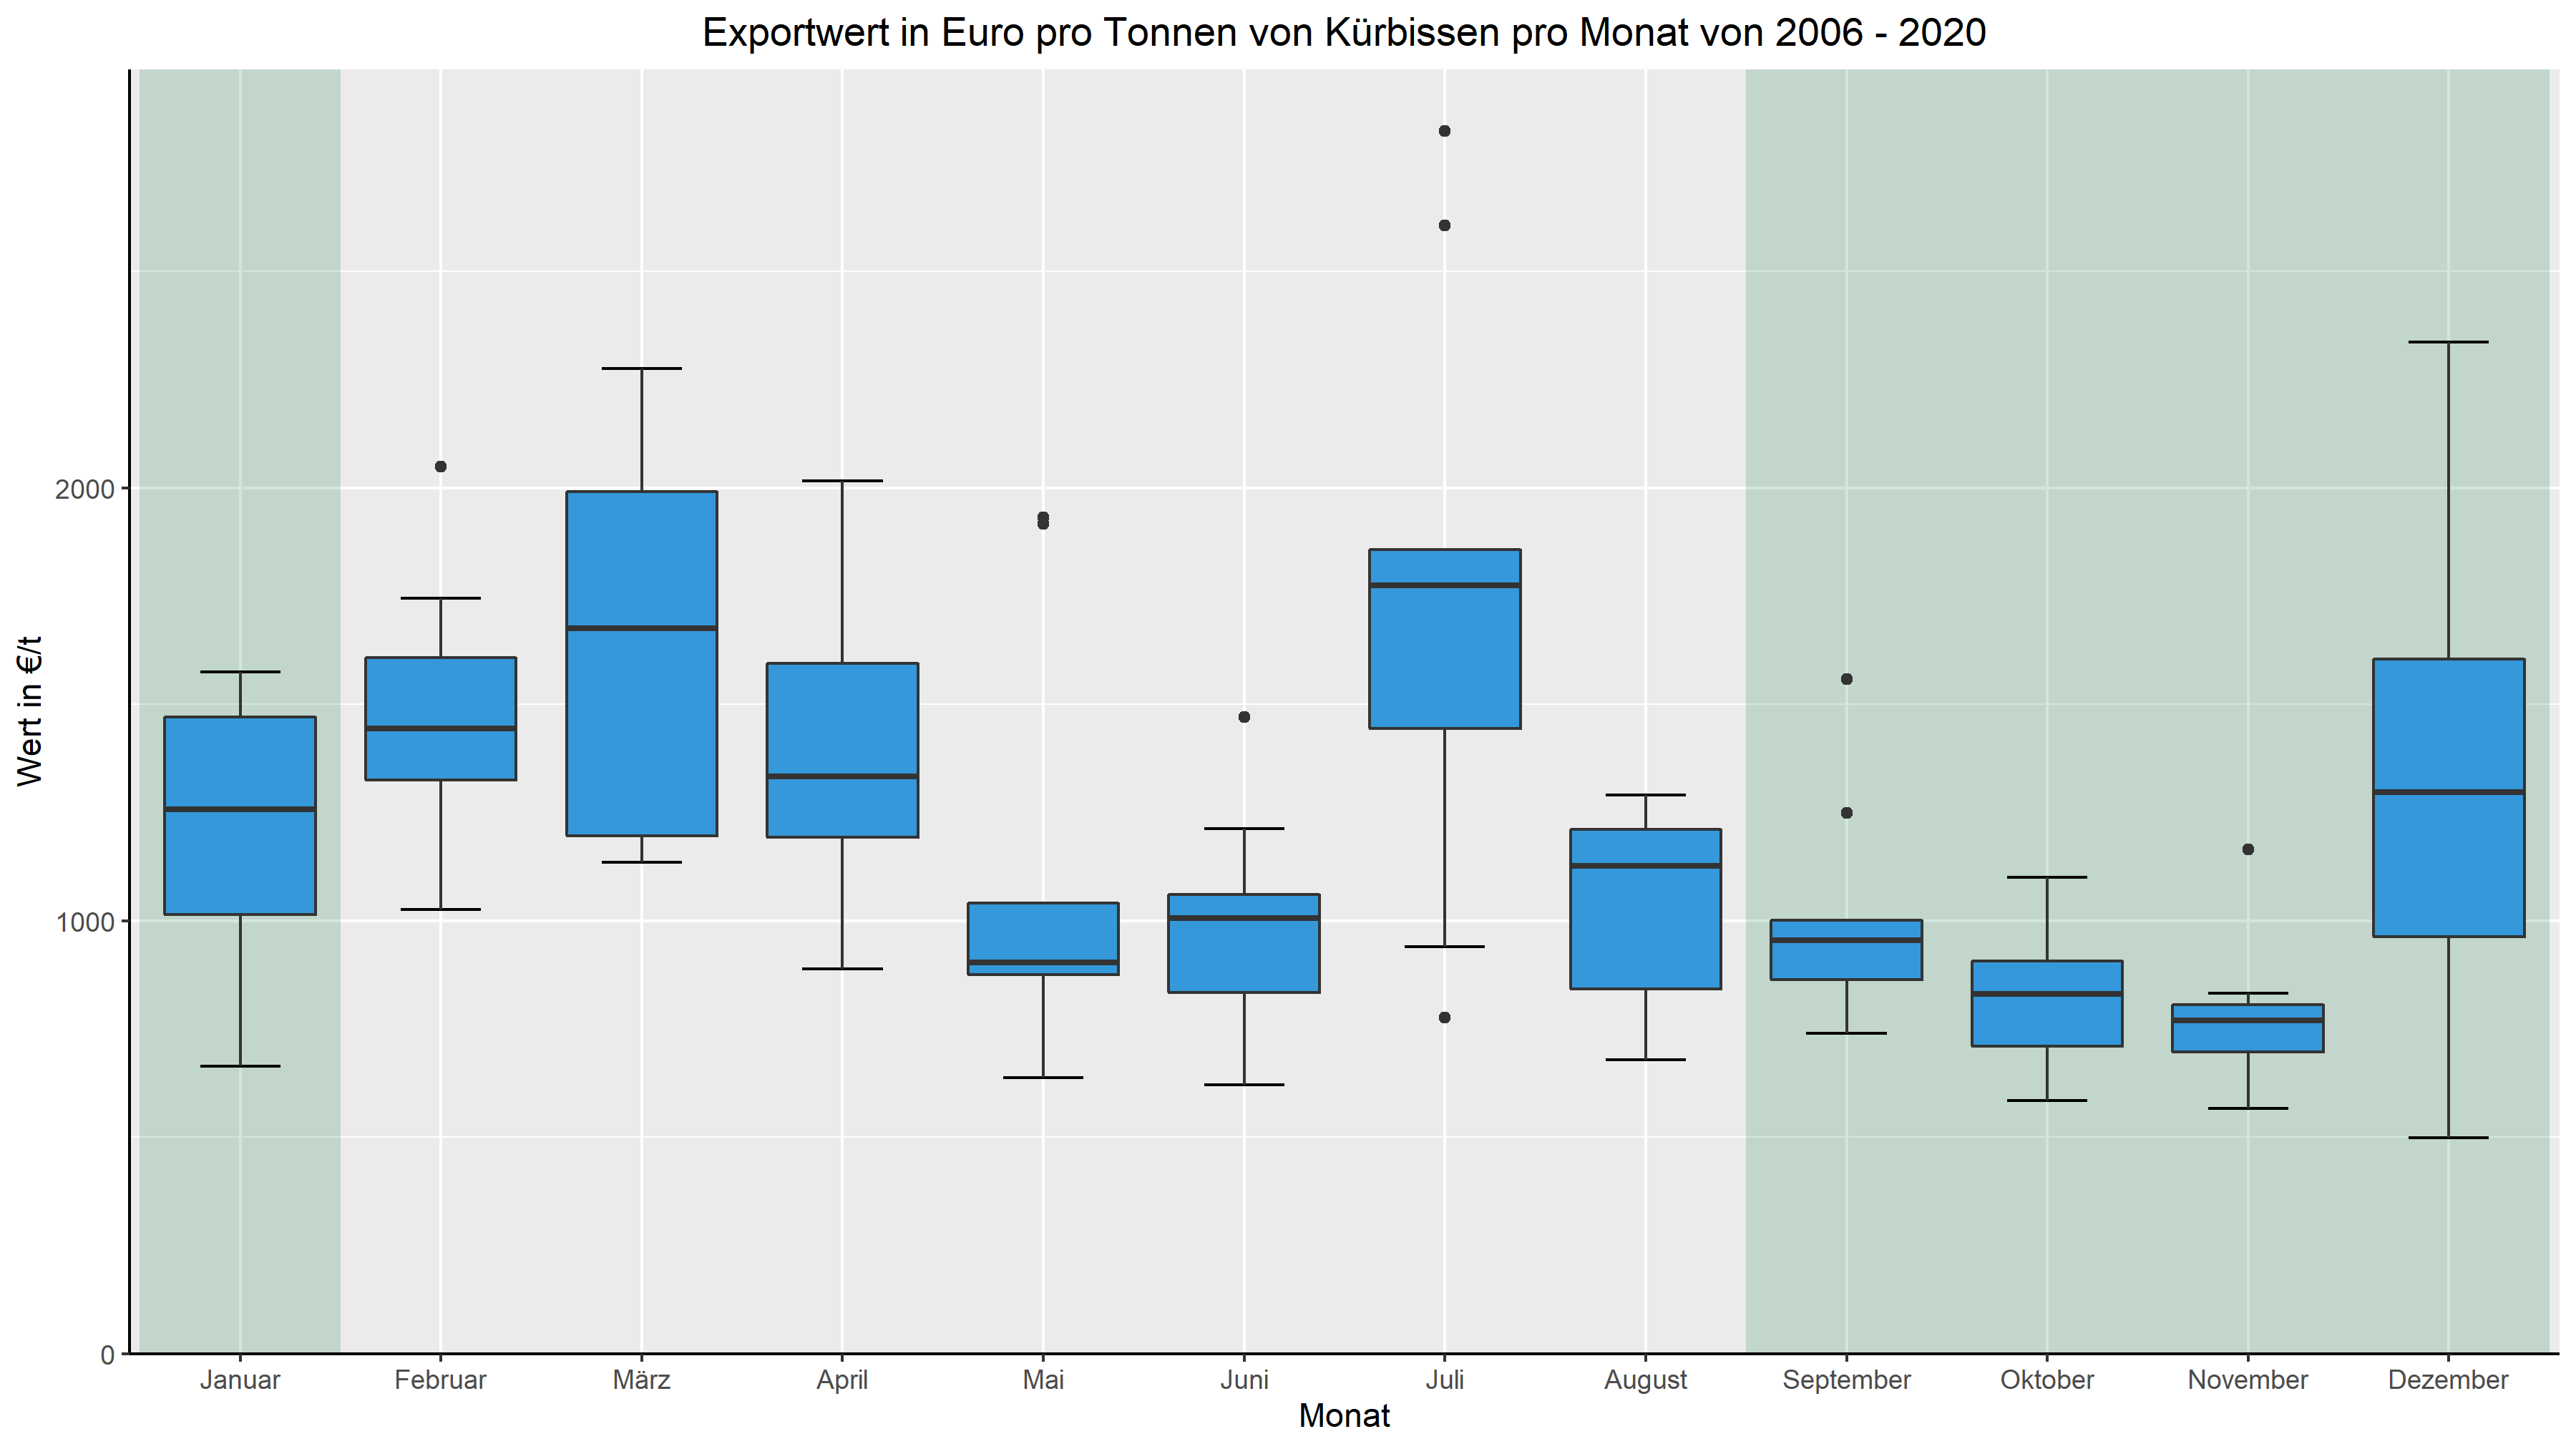 Exportwert in Euro pro Tonnen von Kürbissen pro Monat von 2006 - 2020
Wert in €/t
2000
1000
0
Januar Februar März April Mai Juni Juli August September Oktober November Dezember
Monat